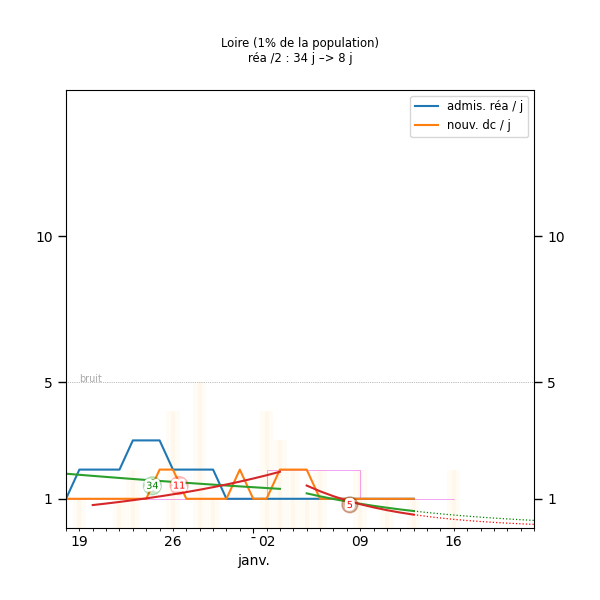 Loire (1% de la population)
réa /2 : 34 j –> 8 j
admis. réa / j
nouv. dc / j
10
10
bruit
5
5
34
11
5
1
1
19
26
02
09
16
janv.